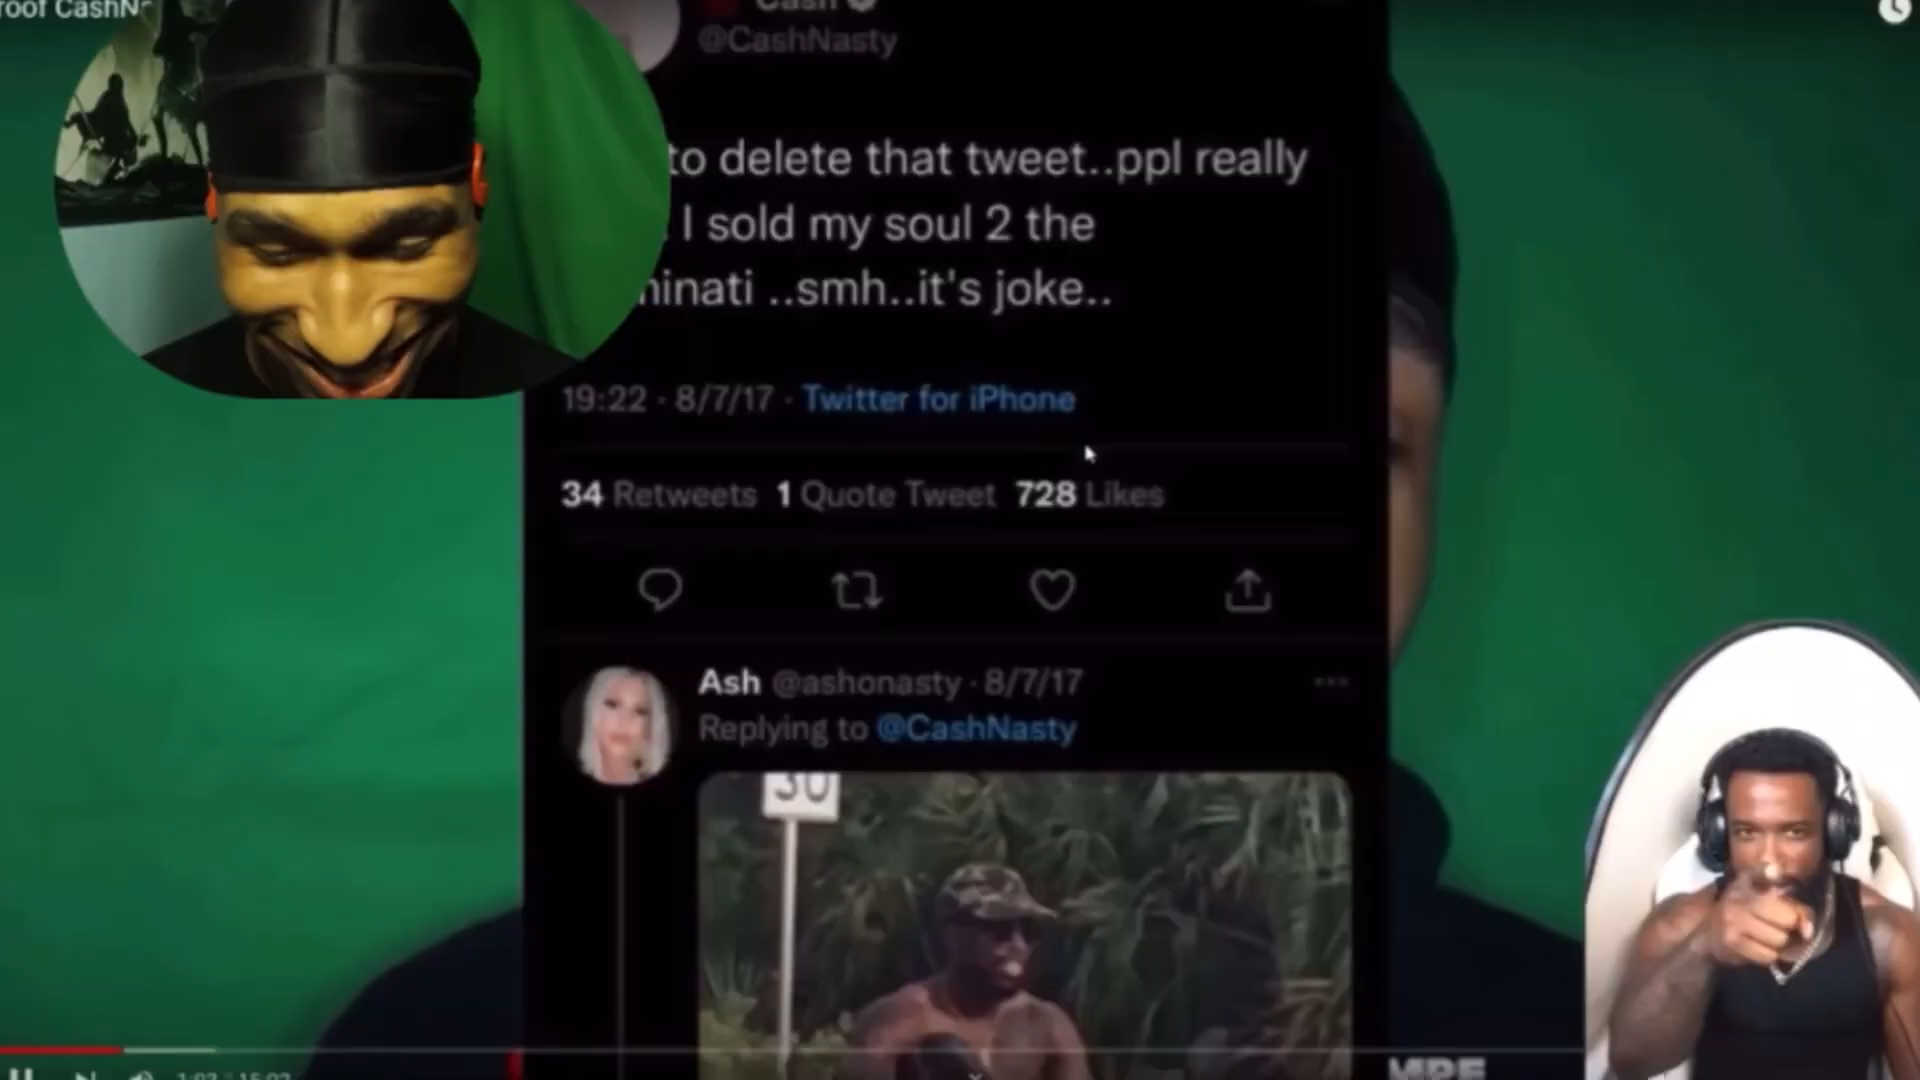 roof CashN
Cash
@CashNasty
to delete that tweet..ppl really
I sold my soul 2 the
minati ..smh..it's joke..
19:22 · 8/7/17 · Twitter for iPhone
34 Retweets 1 Quote Tweet 728 Likes
Ash @ashonasty · 8/7/17
Replying to @CashNasty
30